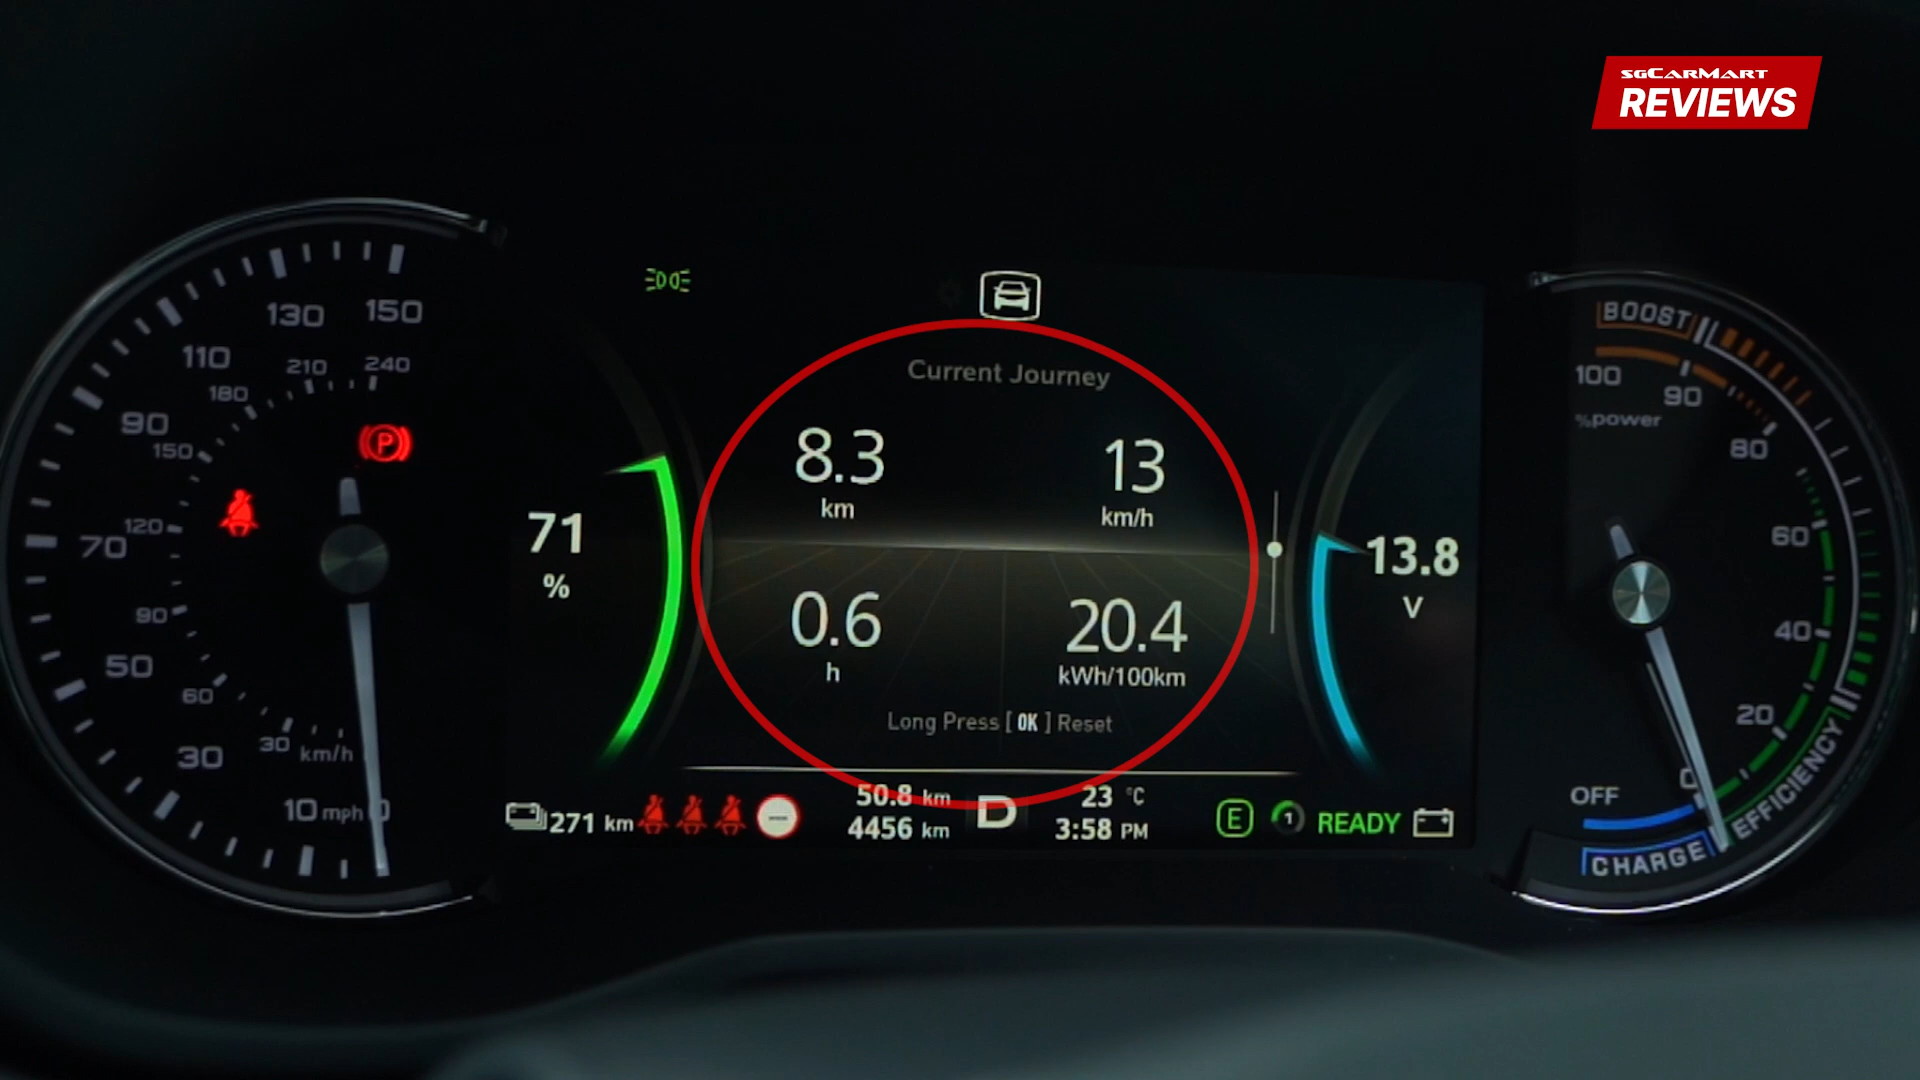 SGCARMART
REVIEWS
150
130
110
90
70
50
30
10 mph 0
240
210
180
150
120
90
60
30 km/h
P
71
%
Current Journey
8.3
km
13
km/h
0.6
h
20.4
kWh/100km
Long Press [ OK ] Reset
13.8
V
271 km
50.8 km
4456 km
D
23 °C
3:58 PM
E
1
READY
BOOST
100
90
%power
80
60
40
20
0
OFF
CHARGE
EFFICIENCY